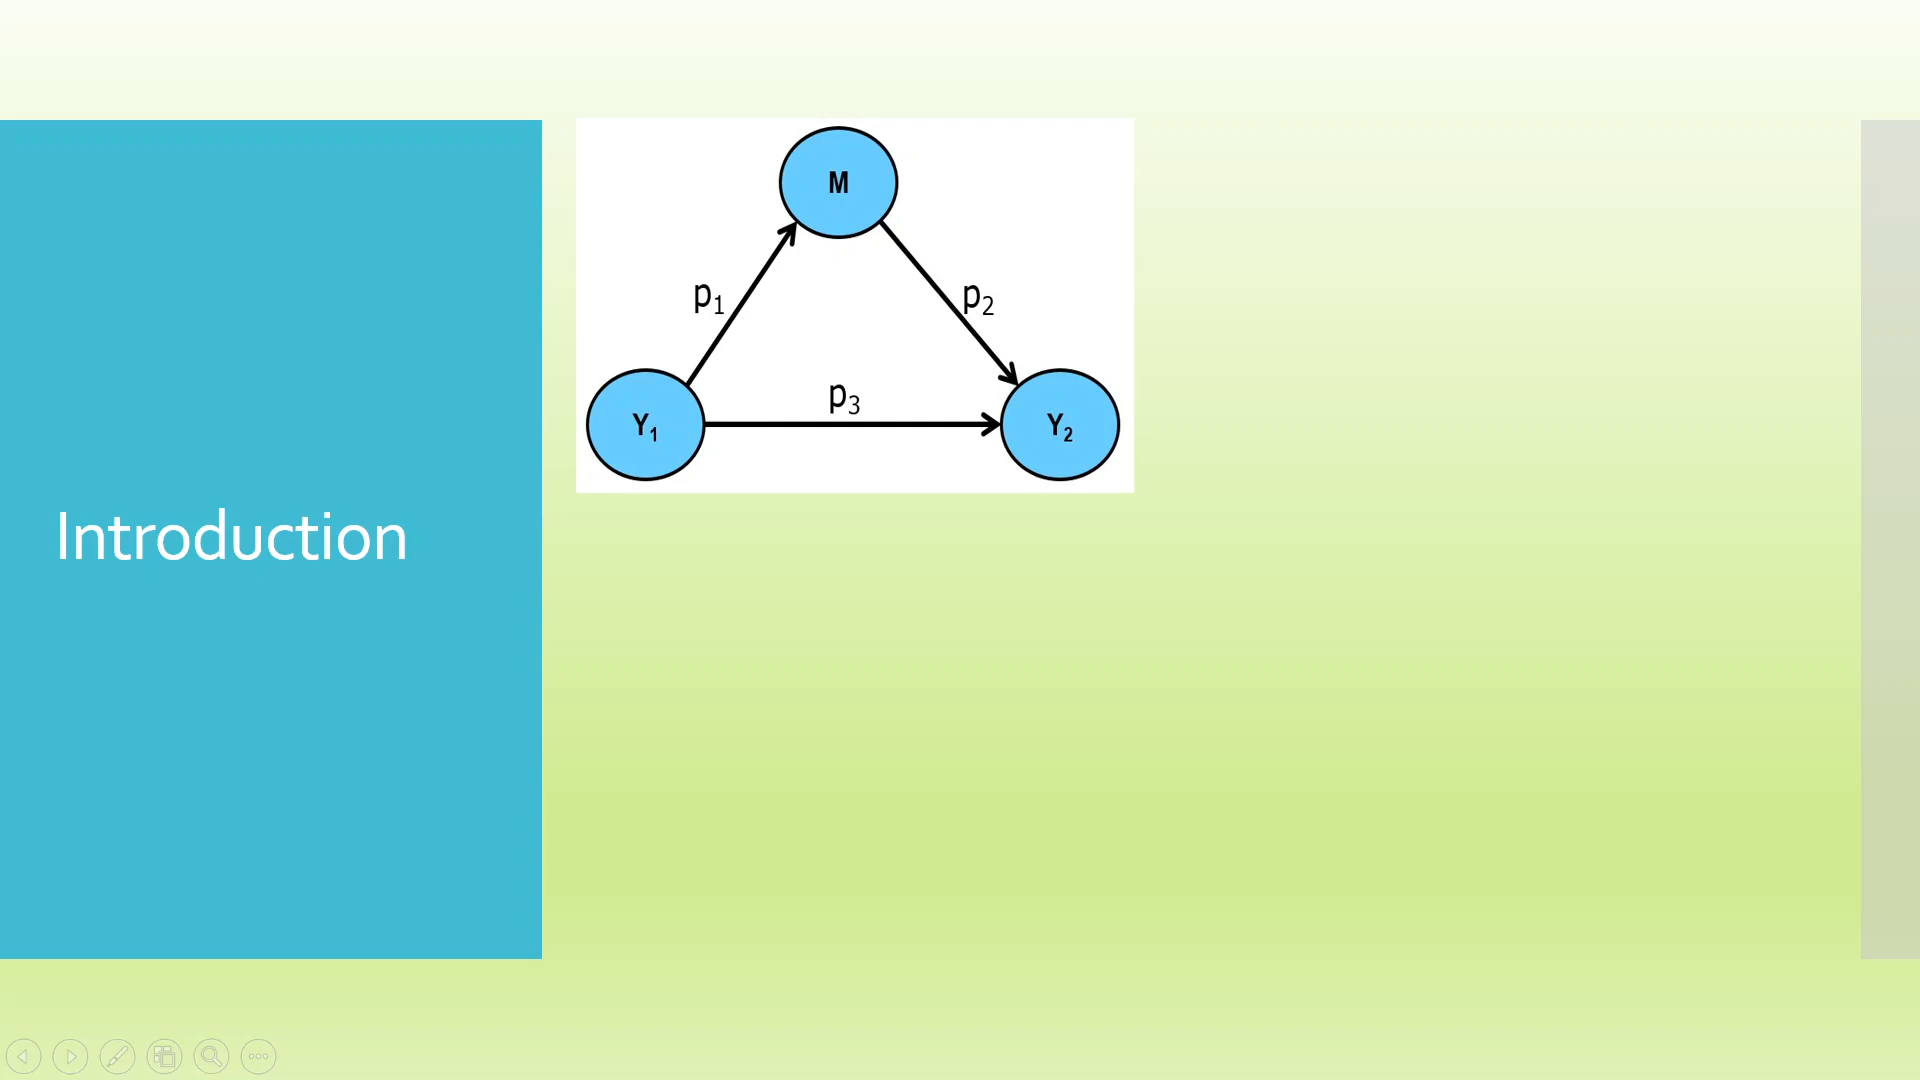 M
p₁
p₂
p₃
Y₁
Y₂
Introduction